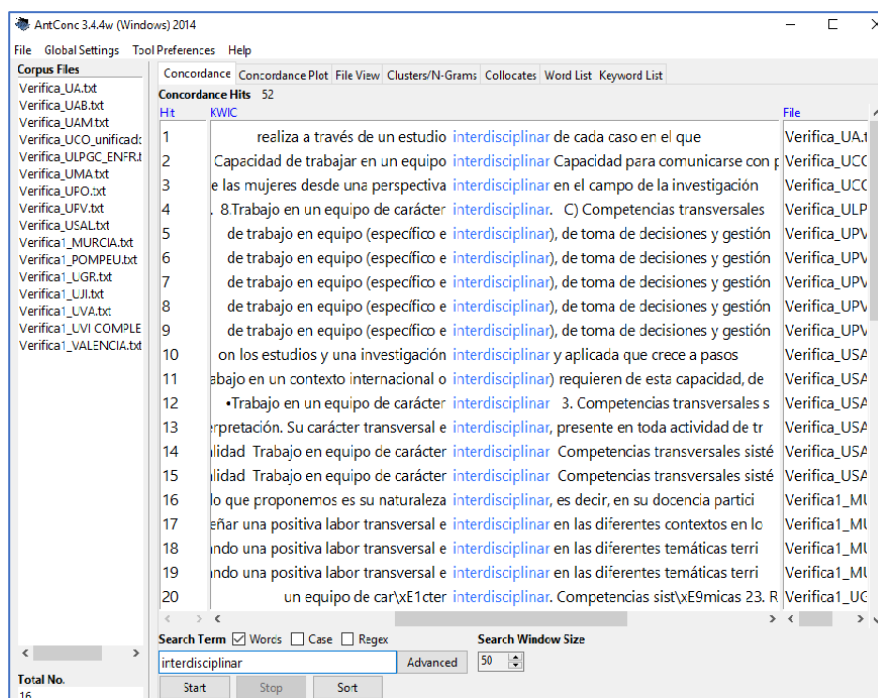 AntConc 3.4.4w (Windows) 2014
File Global Settings Tool Preferences Help
Corpus Files
Verifica_UA.txt
Verifica_UAB.txt
Verifica_UAM.txt
Verifica_UCO_unificado
Verifica_ULPGC_ENFR.t
Verifica_UMA.txt
Verifica_UPO.txt
Verifica_UPV.txt
Verifica_USAL.txt
Verifica1_MURCIA.txt
Verifica1_POMPEU.txt
Verifica1_UGR.txt
Verifica1_UJI.txt
Verifica1_UVA.txt
Verifica1_UVI COMPLE
Verifica1_VALENCIA.txt
Total No.
16
Concordance Concordance Plot File View Clusters/N-Grams Collocates Word List Keyword List
Concordance Hits 52
Hit KWIC File
1 realiza a través de un estudio interdisciplinar de cada caso en el que Verifica_UA.t
2 Capacidad de trabajar en un equipo interdisciplinar Capacidad para comunicarse con p Verifica_UCO
3 e las mujeres desde una perspectiva interdisciplinar en el campo de la investigación Verifica_UCO
4 . 8.Trabajo en un equipo de carácter interdisciplinar. C) Competencias transversales Verifica_ULP
5 de trabajo en equipo (específico e interdisciplinar), de toma de decisiones y gestión Verifica_UPV
6 de trabajo en equipo (específico e interdisciplinar), de toma de decisiones y gestión Verifica_UPV
7 de trabajo en equipo (específico e interdisciplinar), de toma de decisiones y gestión Verifica_UPV
8 de trabajo en equipo (específico e interdisciplinar), de toma de decisiones y gestión Verifica_UPV
9 de trabajo en equipo (específico e interdisciplinar), de toma de decisiones y gestión Verifica_UPV
10 on los estudios y una investigación interdisciplinar y aplicada que crece a pasos Verifica_USA
11 abajo en un contexto internacional o interdisciplinar) requieren de esta capacidad, de Verifica_USA
12 •Trabajo en un equipo de carácter interdisciplinar 3. Competencias transversales s Verifica_USA
13 erpretación. Su carácter transversal e interdisciplinar, presente en toda actividad de tr Verifica_USA
14 lidad Trabajo en equipo de carácter interdisciplinar Competencias transversales sisté Verifica_USA
15 lidad Trabajo en equipo de carácter interdisciplinar Competencias transversales sisté Verifica_USA
16 lo que proponemos es su naturaleza interdisciplinar, es decir, en su docencia partici Verifica1_MU
17 eñar una positiva labor transversal e interdisciplinar en las diferentes contextos en lo Verifica1_MU
18 ando una positiva labor transversal e interdisciplinar en las diferentes temáticas terri Verifica1_MU
19 ando una positiva labor transversal e interdisciplinar en las diferentes temáticas terri Verifica1_MU
20 un equipo de car\xE1cter interdisciplinar. Competencias sist\xE9micas 23. R Verifica1_UG
Search Term Words Case Regex Search Window Size
interdisciplinar Advanced 50
Start Stop Sort